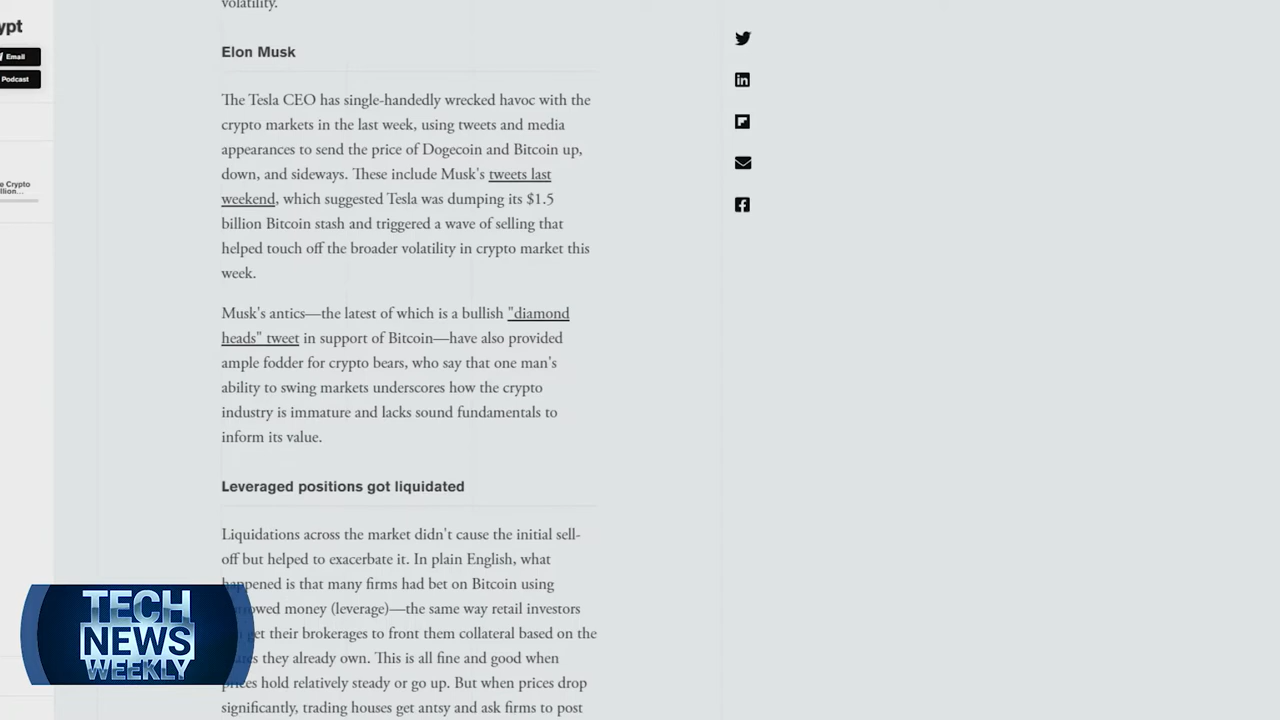 volatility.
ypt
Email
Podcast
e Crypto
llion...
Elon Musk
The Tesla CEO has single-handedly wrecked havoc with the
crypto markets in the last week, using tweets and media
appearances to send the price of Dogecoin and Bitcoin up,
down, and sideways. These include Musk's tweets last
weekend, which suggested Tesla was dumping its $1.5
billion Bitcoin stash and triggered a wave of selling that
helped touch off the broader volatility in crypto market this
week.
Musk's antics—the latest of which is a bullish "diamond
heads" tweet in support of Bitcoin—have also provided
ample fodder for crypto bears, who say that one man's
ability to swing markets underscores how the crypto
industry is immature and lacks sound fundamentals to
inform its value.
Leveraged positions got liquidated
Liquidations across the market didn't cause the initial sell-
off but helped to exacerbate it. In plain English, what
happened is that many firms had bet on Bitcoin using
borrowed money (leverage)—the same way retail investors
get their brokerages to front them collateral based on the
they already own. This is all fine and good when
prices hold relatively steady or go up. But when prices drop
significantly, trading houses get antsy and ask firms to post
TECH
NEWS
WEEKLY